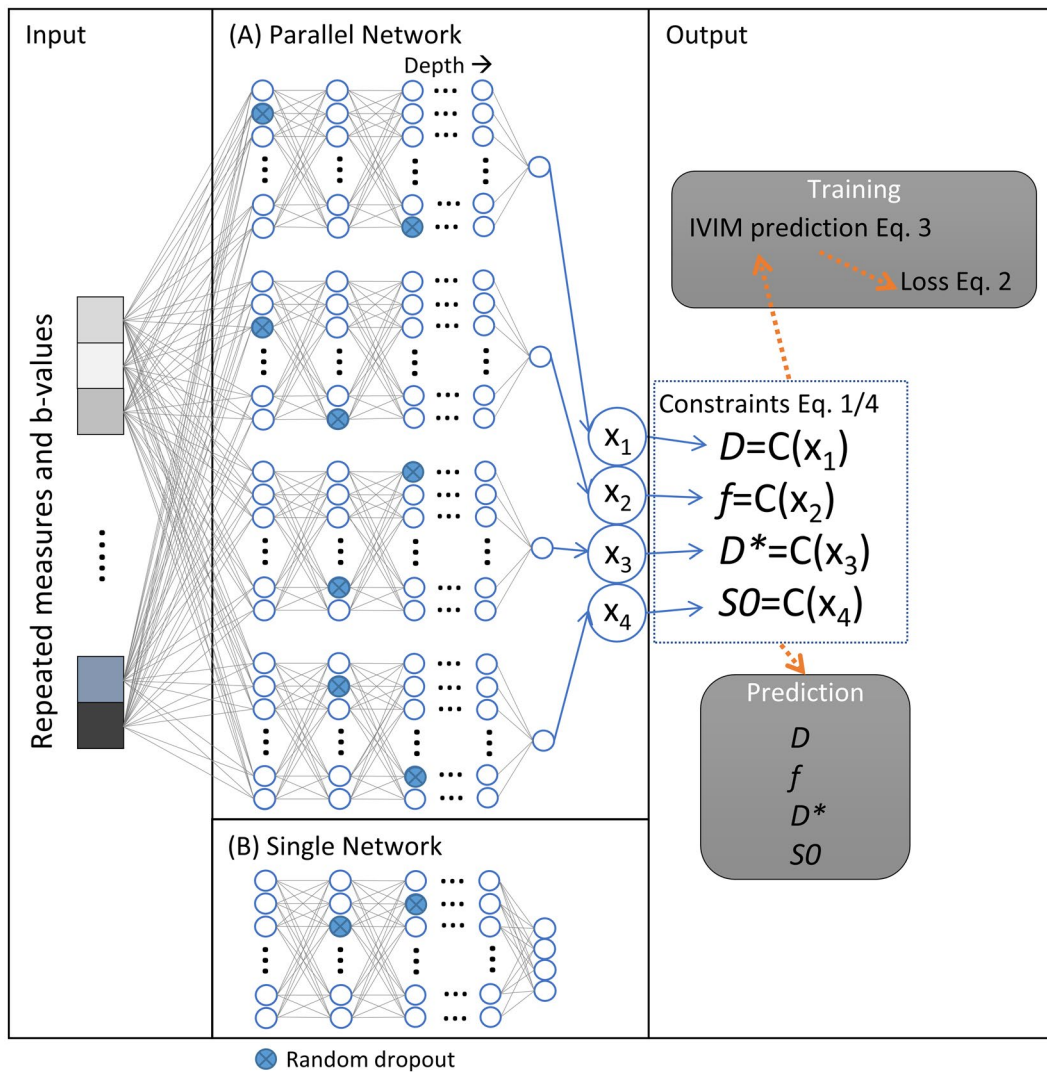 Input
(A) Parallel Network
Output
Depth →
Repeated measures and b-values
Training
IVIM prediction Eq. 3
Loss Eq. 2
Constraints Eq. 1/4
x₁
D=C(x₁)
x₂
f=C(x₂)
x₃
D*=C(x₃)
x₄
S0=C(x₄)
Prediction
D
f
D*
S0
(B) Single Network
Random dropout